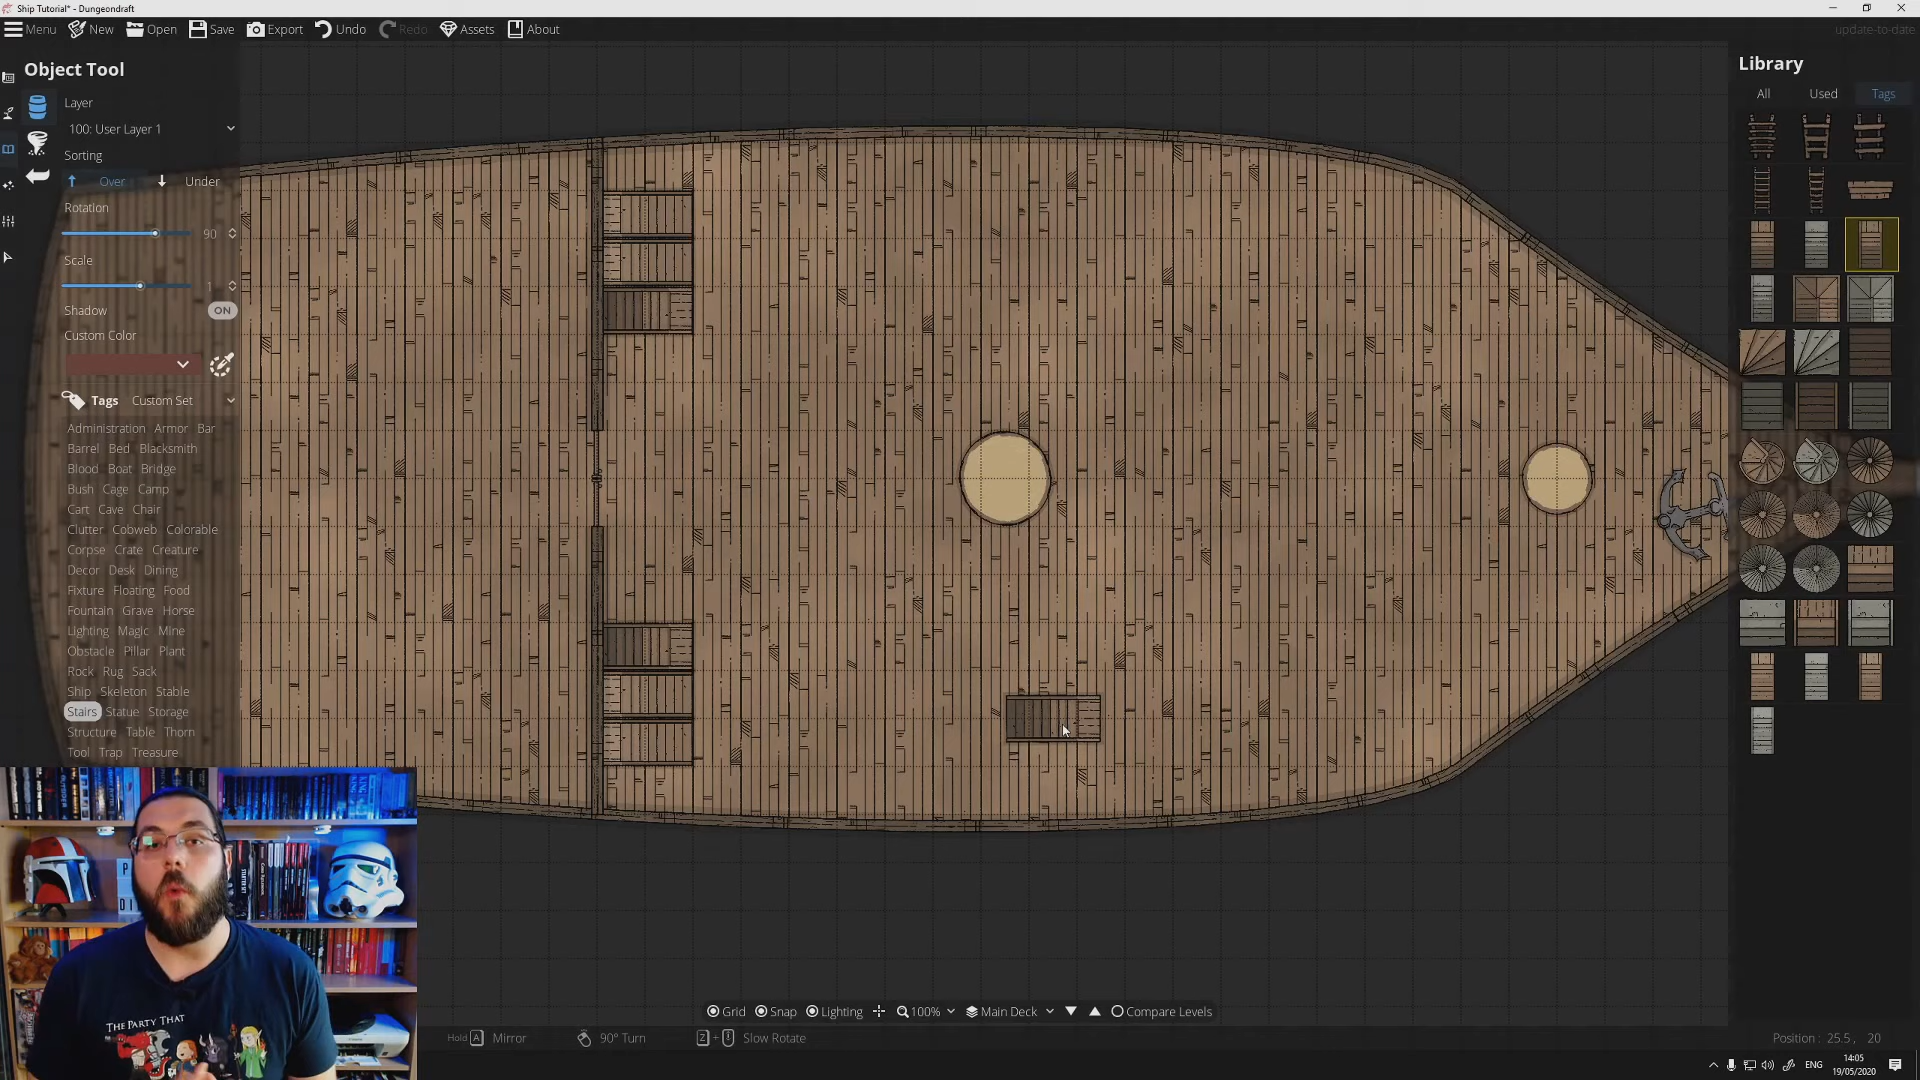 Ship Tutorial* - Dungeondraft
Menu New Open Save Export Undo Redo Assets About update-to-date
Object Tool
Layer
100: User Layer 1
Sorting
Over Under
Rotation
90
Scale
1
Shadow ON
Custom Color
Tags Custom Set
Administration Armor Bar
Barrel Bed Blacksmith
Blood Boat Bridge
Bush Cage Camp
Cart Cave Chair
Clutter Cobweb Colorable
Corpse Crate Creature
Decor Desk Dining
Fixture Floating Food
Fountain Grave Horse
Lighting Magic Mine
Obstacle Pillar Plant
Rock Rug Sack
Ship Skeleton Stable
Stairs Statue Storage
Structure Table Thorn
Tool Trap Treasure
Library
All Used Tags
THE PARTY THAT
Grid Snap Lighting 100% Main Deck Compare Levels
Hold A Mirror 90° Turn Z + Slow Rotate
Position : 25.5, 20
ENG
14:05
19/05/2020